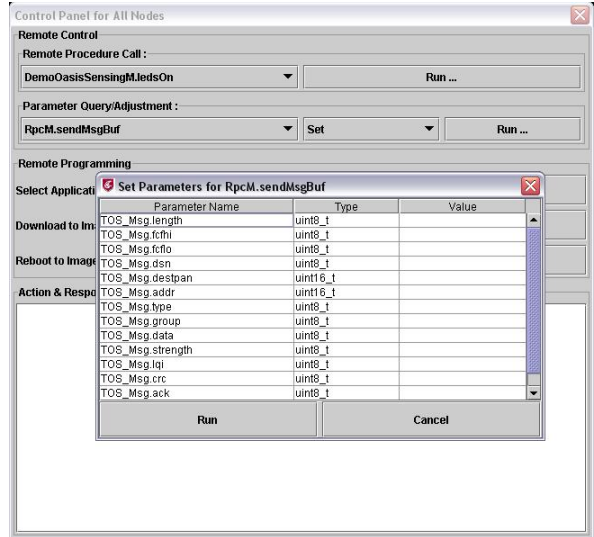 Control Panel for All Nodes
Remote Control
Remote Procedure Call :
DemoOasisSensingM.ledsOn Run ...
Parameter Query/Adjustment :
RpcM.sendMsgBuf Set Run ...
Remote Programming
Select Applicati
Download to Im
Reboot to Image
Action & Respo
Set Parameters for RpcM.sendMsgBuf
Parameter Name Type Value
TOS_Msg.length uint8_t
TOS_Msg.fcfhi uint8_t
TOS_Msg.fcflo uint8_t
TOS_Msg.dsn uint8_t
TOS_Msg.destpan uint16_t
TOS_Msg.addr uint16_t
TOS_Msg.type uint8_t
TOS_Msg.group uint8_t
TOS_Msg.data uint8_t
TOS_Msg.strength uint8_t
TOS_Msg.lqi uint8_t
TOS_Msg.crc uint8_t
TOS_Msg.ack uint8_t
Run Cancel